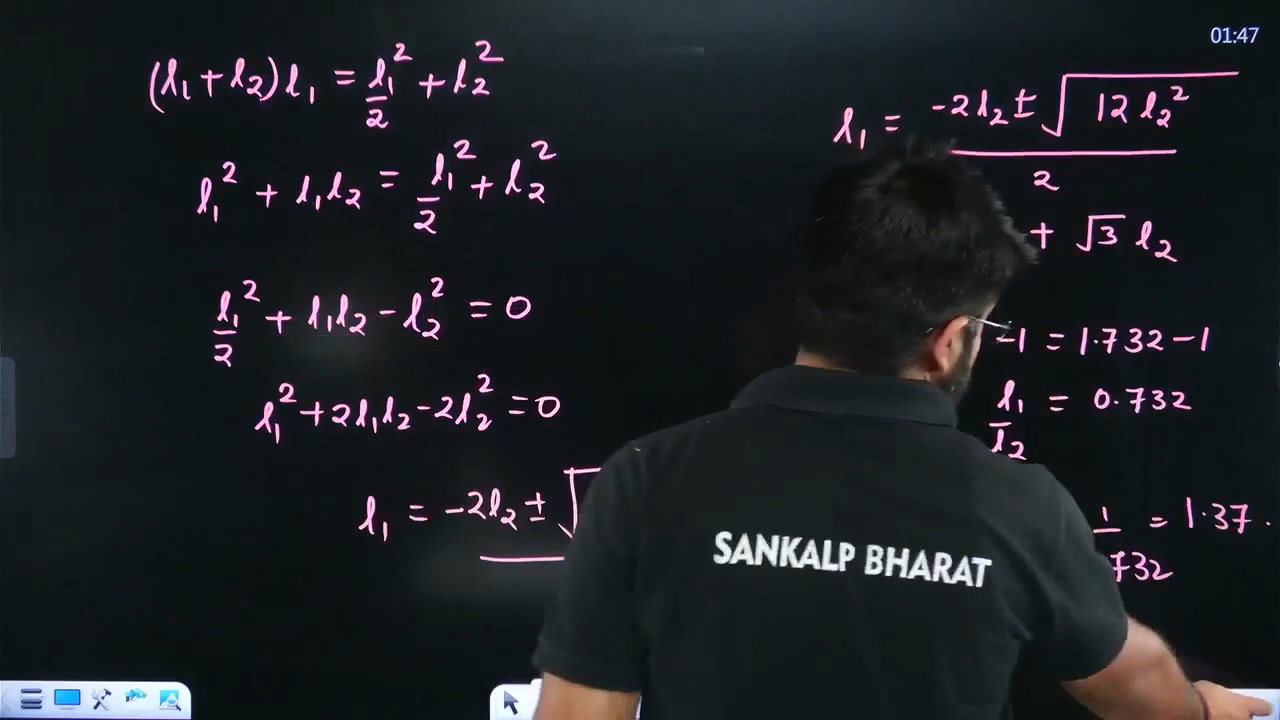 (l₁+l₂)l₁ = l₁²/2 + l₂²
l₁² + l₁l₂ = l₁²/2 + l₂²
l₁²/2 + l₁l₂ - l₂² = 0
l₁² + 2l₁l₂ - 2l₂² = 0
l₁ = -2l₂ ± √
01:47
l₁ = (-2l₂ ± √12l₂²)/2
+ √3 l₂
-1 = 1.732 - 1
l₁/l₂ = 0.732
1/732 = 1.37.
SANKALP BHARAT